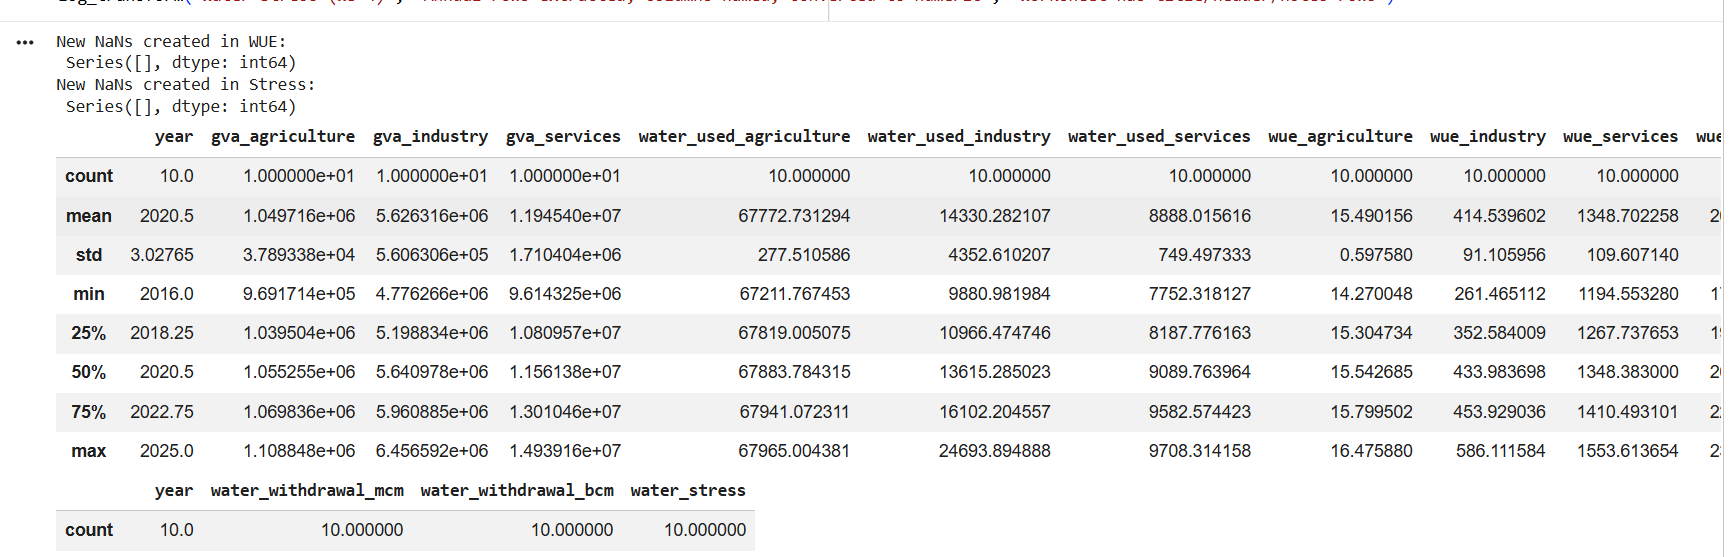 New NaNs created in WUE:
Series([], dtype: int64)
New NaNs created in Stress:
Series([], dtype: int64)
year gva_agriculture gva_industry gva_services water_used_agriculture water_used_industry water_used_services wue_agriculture wue_industry wue_services wue
count 10.0 1.000000e+01 1.000000e+01 1.000000e+01 10.000000 10.000000 10.000000 10.000000 10.000000 10.000000
mean 2020.5 1.049716e+06 5.626316e+06 1.194540e+07 67772.731294 14330.282107 8888.015616 15.490156 414.539602 1348.702258
std 3.02765 3.789338e+04 5.606306e+05 1.710404e+06 277.510586 4352.610207 749.497333 0.597580 91.105956 109.607140
min 2016.0 9.691714e+05 4.776266e+06 9.614325e+06 67211.767453 9880.981984 7752.318127 14.270048 261.465112 1194.553280
25% 2018.25 1.039504e+06 5.198834e+06 1.080957e+07 67819.005075 10966.474746 8187.776163 15.304734 352.584009 1267.737653
50% 2020.5 1.055255e+06 5.640978e+06 1.156138e+07 67883.784315 13615.285023 9089.763964 15.542685 433.983698 1348.383000
75% 2022.75 1.069836e+06 5.960885e+06 1.301046e+07 67941.072311 16102.204557 9582.574423 15.799502 453.929036 1410.493101
max 2025.0 1.108848e+06 6.456592e+06 1.493916e+07 67965.004381 24693.894888 9708.314158 16.475880 586.111584 1553.613654
year water_withdrawal_mcm water_withdrawal_bcm water_stress
count 10.0 10.000000 10.000000 10.000000